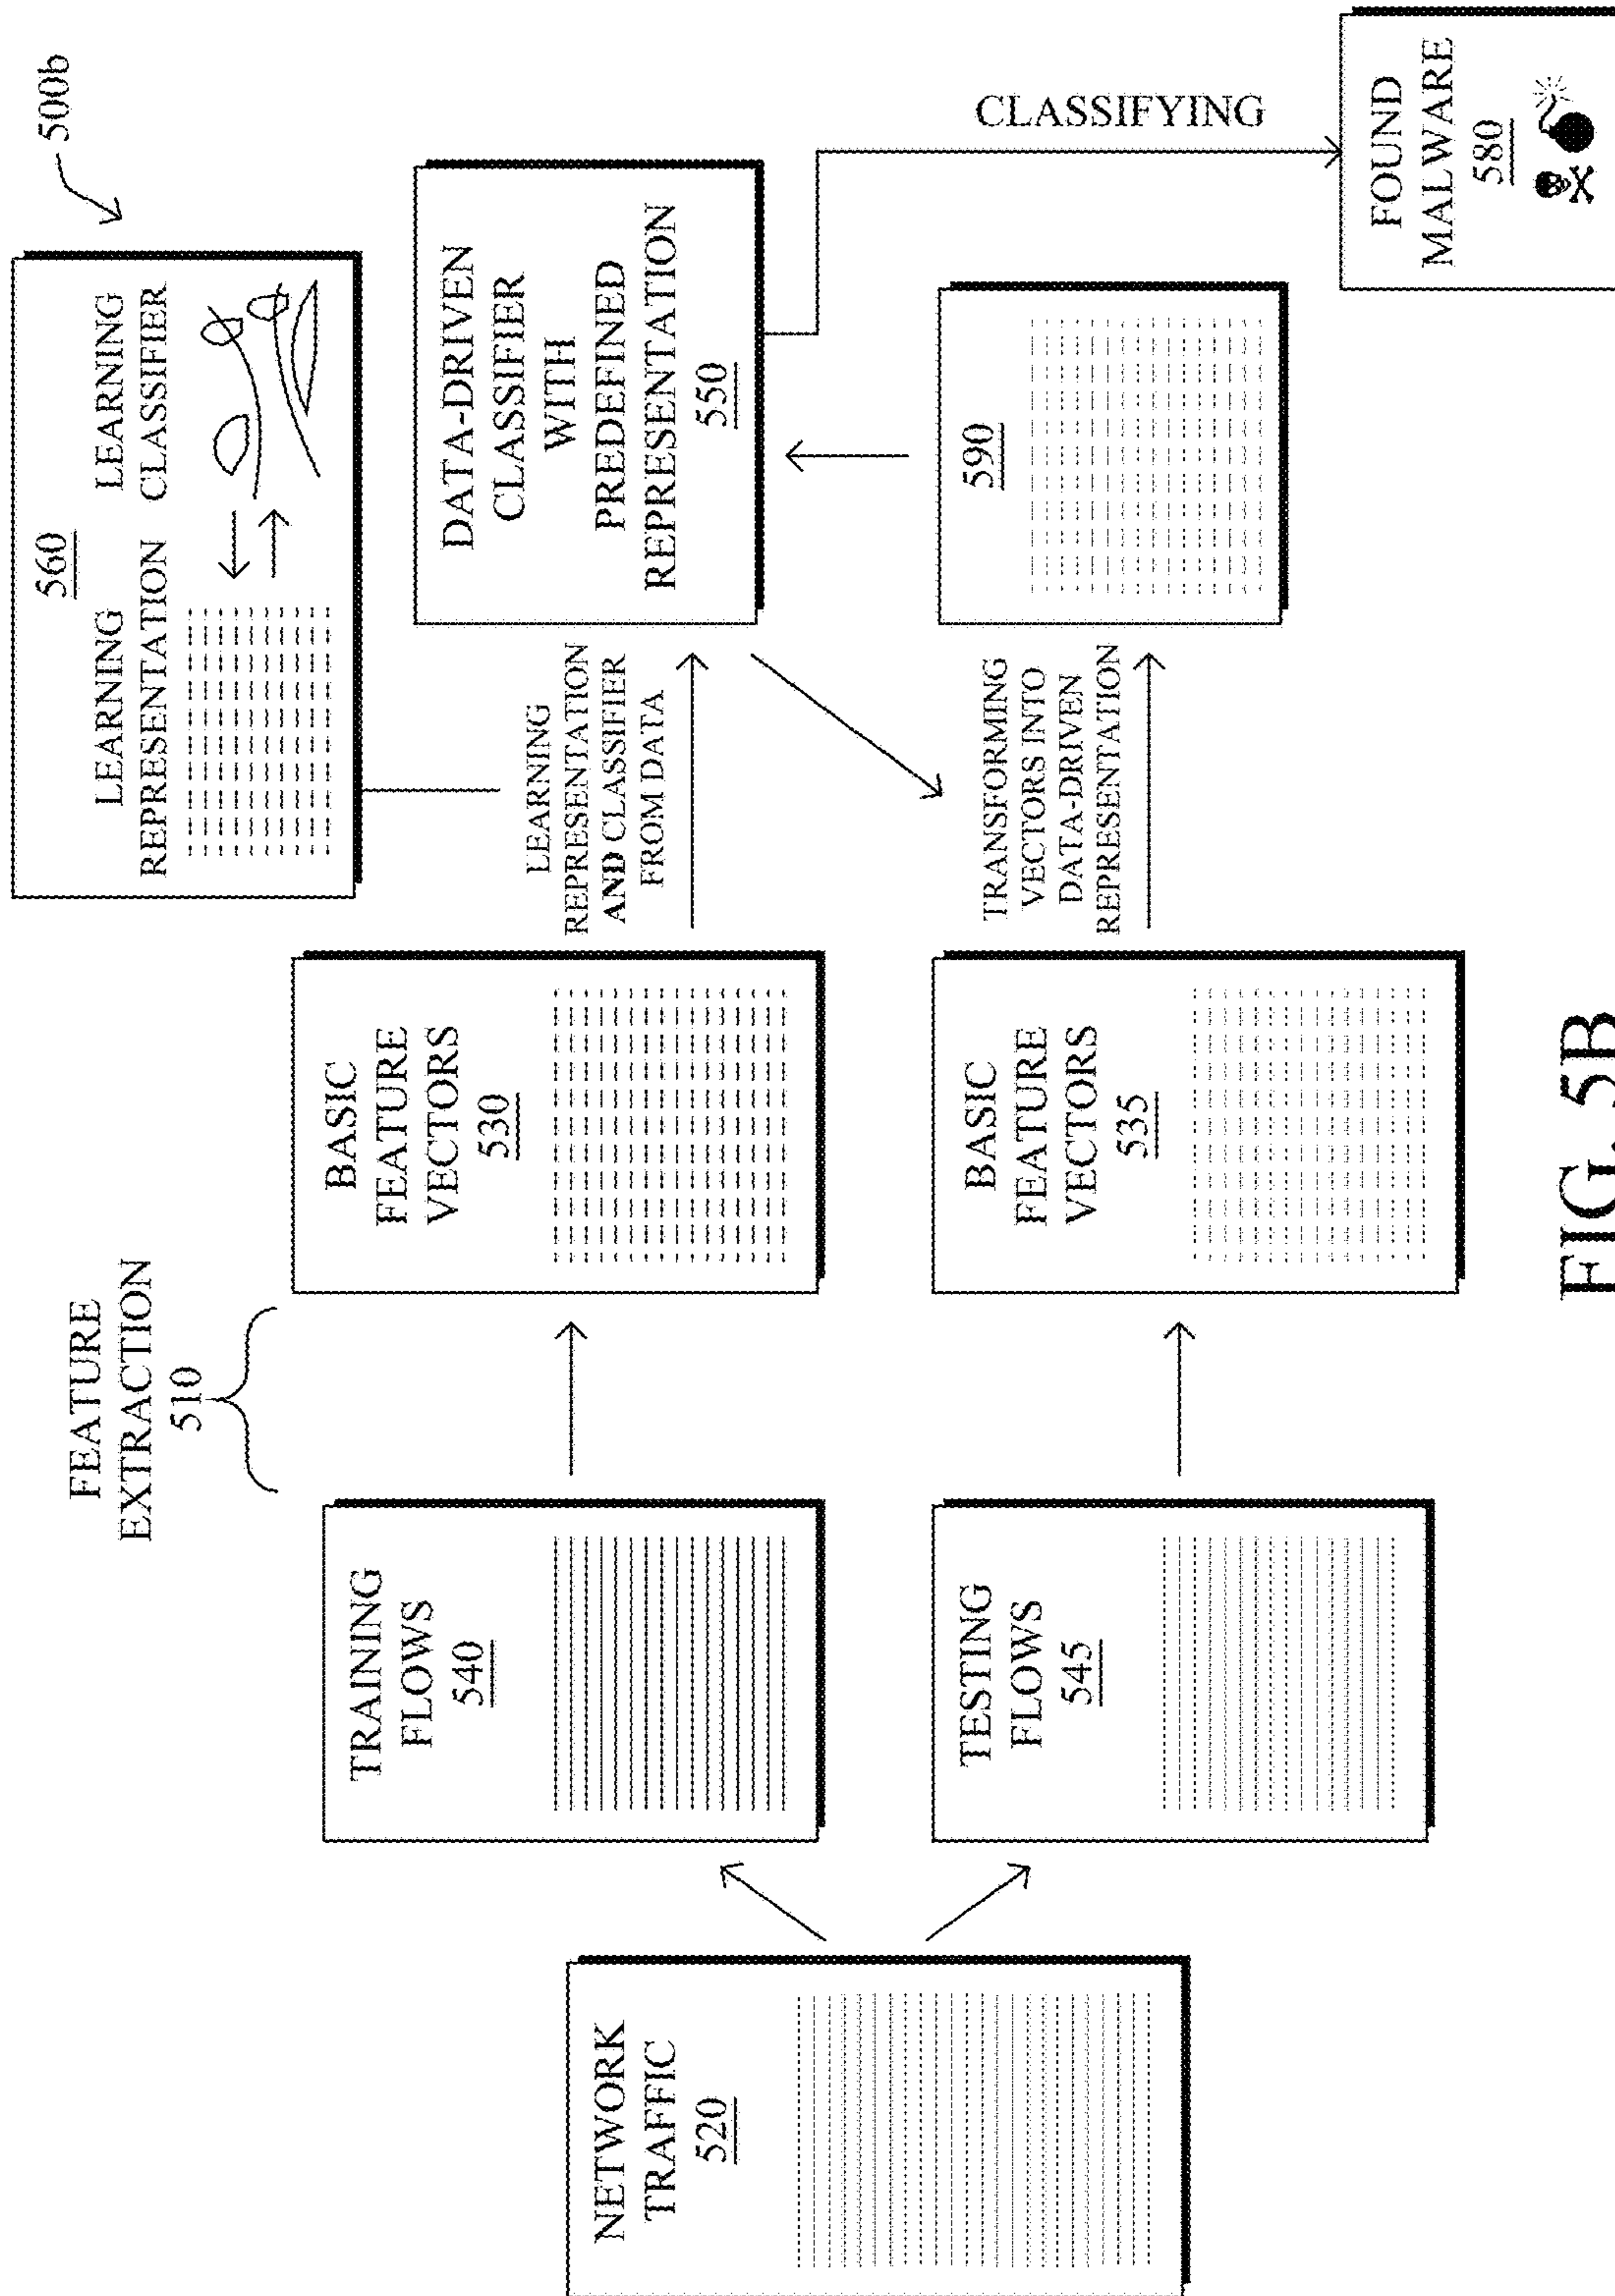 500b
560
LEARNING
REPRESENTATION
LEARNING
CLASSIFIER
FEATURE
EXTRACTION
510
NETWORK
TRAFFIC
520
TRAINING
FLOWS
540
BASIC
FEATURE
VECTORS
530
LEARNING
REPRESENTATION
AND CLASSIFIER
FROM DATA
DATA-DRIVEN
CLASSIFIER
WITH
PREDEFINED
REPRESENTATION
550
TESTING
FLOWS
545
BASIC
FEATURE
VECTORS
535
TRANSFORMING
VECTORS INTO
DATA-DRIVEN
REPRESENTATION
590
CLASSIFYING
FOUND
MALWARE
580
FIG. 5B